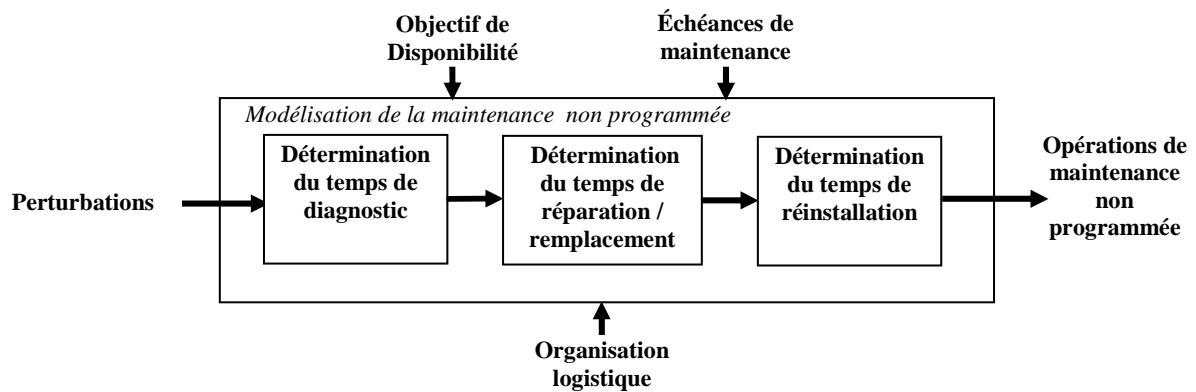 Objectif de
Disponibilité
Échéances de
maintenance
Modélisation de la maintenance non programmée
Détermination
du temps de
diagnostic
Détermination
du temps de
réparation /
remplacement
Détermination
du temps de
réinstallation
Perturbations
Opérations de
maintenance
non
programmée
Organisation
logistique